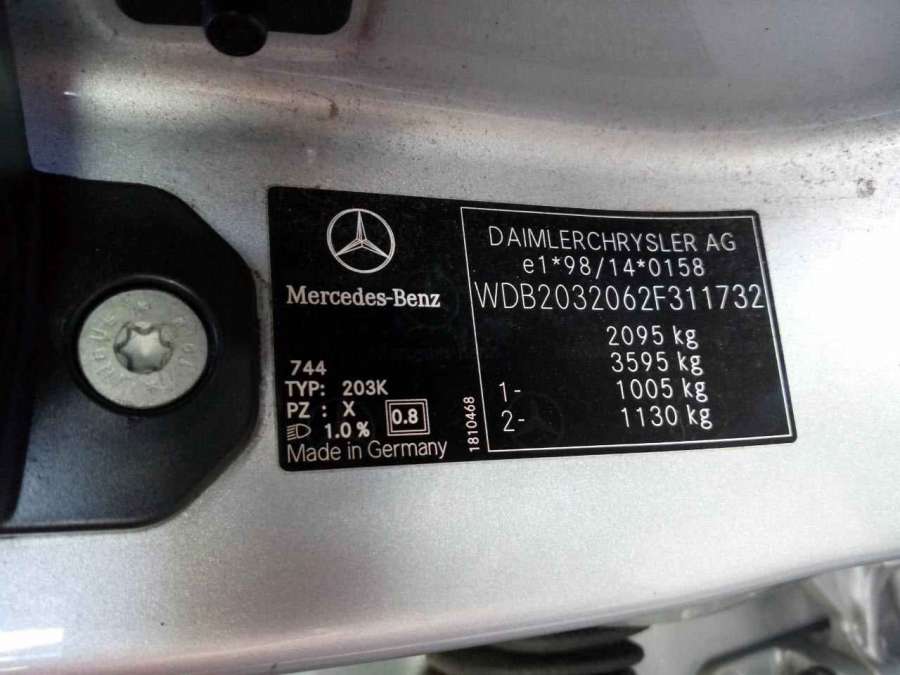 Mercedes-Benz
744
TYP: 203K
PZ : X
1.0 %
0.8
Made in Germany
1810468
DAIMLERCHRYSLER AG
e1*98/14*0158
WDB2032062F311732
2095 kg
3595 kg
1- 1005 kg
2- 1130 kg